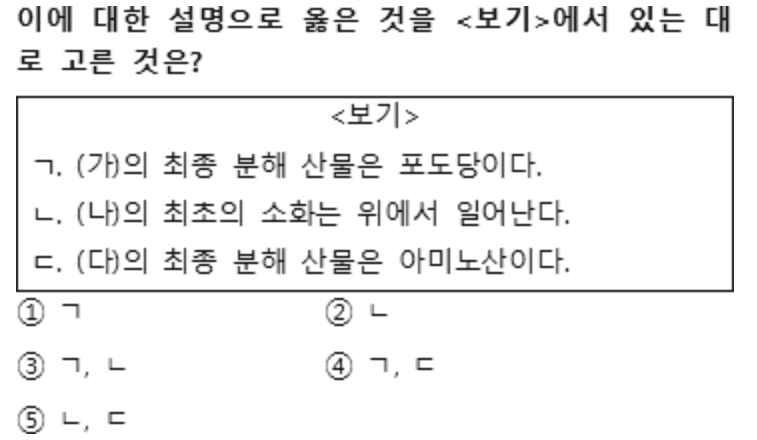 이에 대한 설명으로 옳은 것을 <보기>에서 있는 대
로 고른 것은?
<보기>
ㄱ. (가)의 최종 분해 산물은 포도당이다.
ㄴ. (나)의 최초의 소화는 위에서 일어난다.
ㄷ. (다)의 최종 분해 산물은 아미노산이다.
① ㄱ ② ㄴ
③ ㄱ, ㄴ ④ ㄱ, ㄷ
⑤ ㄴ, ㄷ